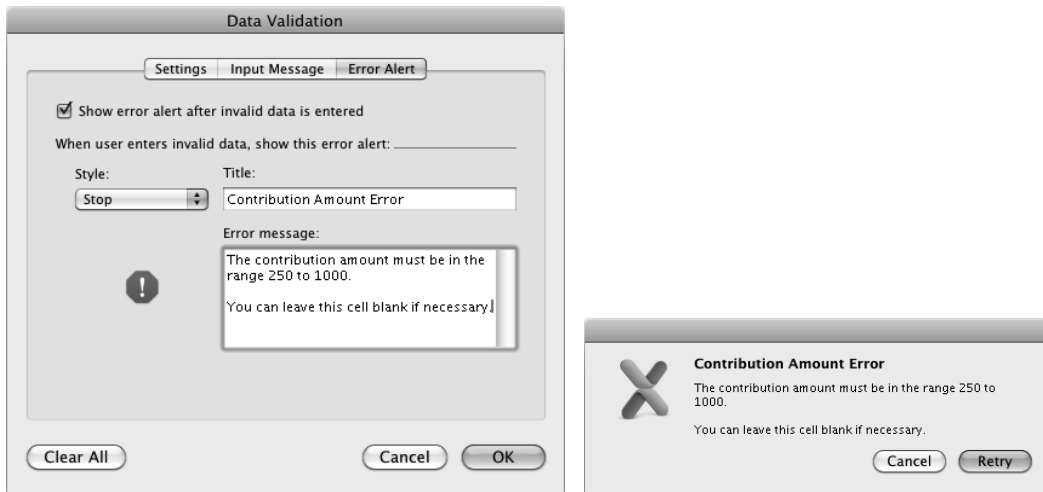 Data Validation
Settings Input Message Error Alert
Show error alert after invalid data is entered
When user enters invalid data, show this error alert:
Style: Title:
Stop Contribution Amount Error
Error message:
The contribution amount must be in the
range 250 to 1000.
You can leave this cell blank if necessary.
Clear All Cancel OK
Contribution Amount Error
The contribution amount must be in the range 250 to
1000.
You can leave this cell blank if necessary.
Cancel Retry